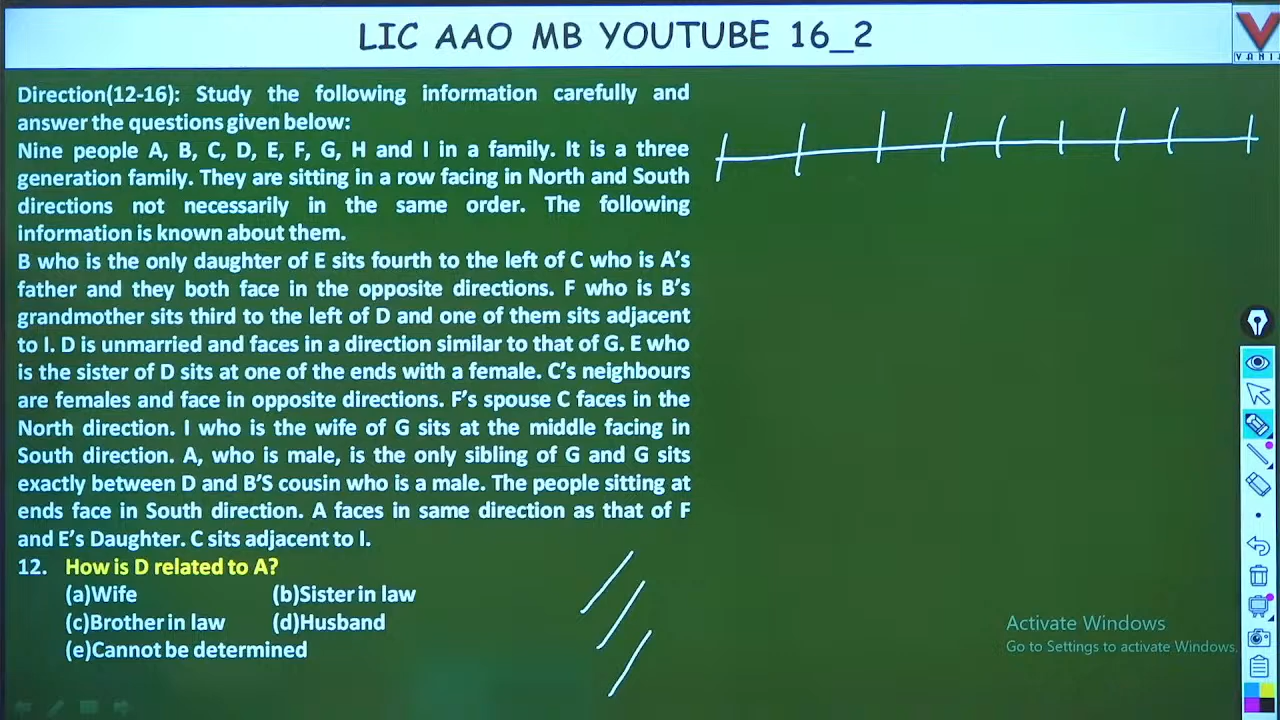 LIC AAO MB YOUTUBE 16_2
VANI
Direction(12-16): Study the following information carefully and
answer the questions given below:
Nine people A, B, C, D, E, F, G, H and I in a family. It is a three
generation family. They are sitting in a row facing in North and South
directions not necessarily in the same order. The following
information is known about them.
B who is the only daughter of E sits fourth to the left of C who is A's
father and they both face in the opposite directions. F who is B's
grandmother sits third to the left of D and one of them sits adjacent
to I. D is unmarried and faces in a direction similar to that of G. E who
is the sister of D sits at one of the ends with a female. C's neighbours
are females and face in opposite directions. F's spouse C faces in the
North direction. I who is the wife of G sits at the middle facing in
South direction. A, who is male, is the only sibling of G and G sits
exactly between D and B'S cousin who is a male. The people sitting at
ends face in South direction. A faces in same direction as that of F
and E's Daughter. C sits adjacent to I.
12. How is D related to A?
(a)Wife (b)Sister in law
(c)Brother in law (d)Husband
(e)Cannot be determined
Activate Windows
Go to Settings to activate Windows.